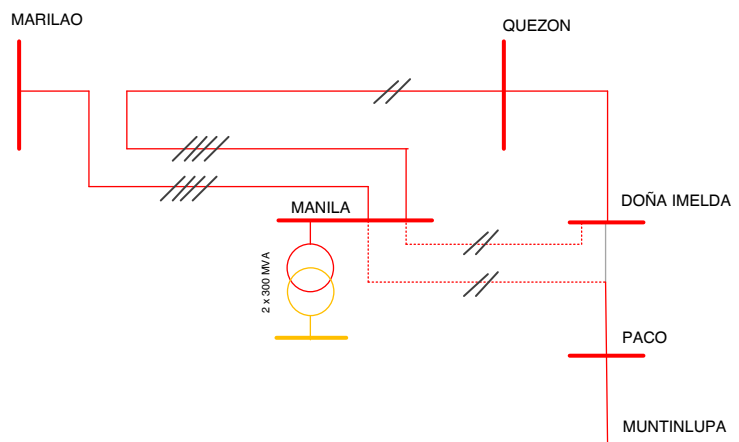 MARILAO
QUEZON
MANILA
DOÑA IMELDA
2 x 300 MVA
PACO
MUNTINLUPA